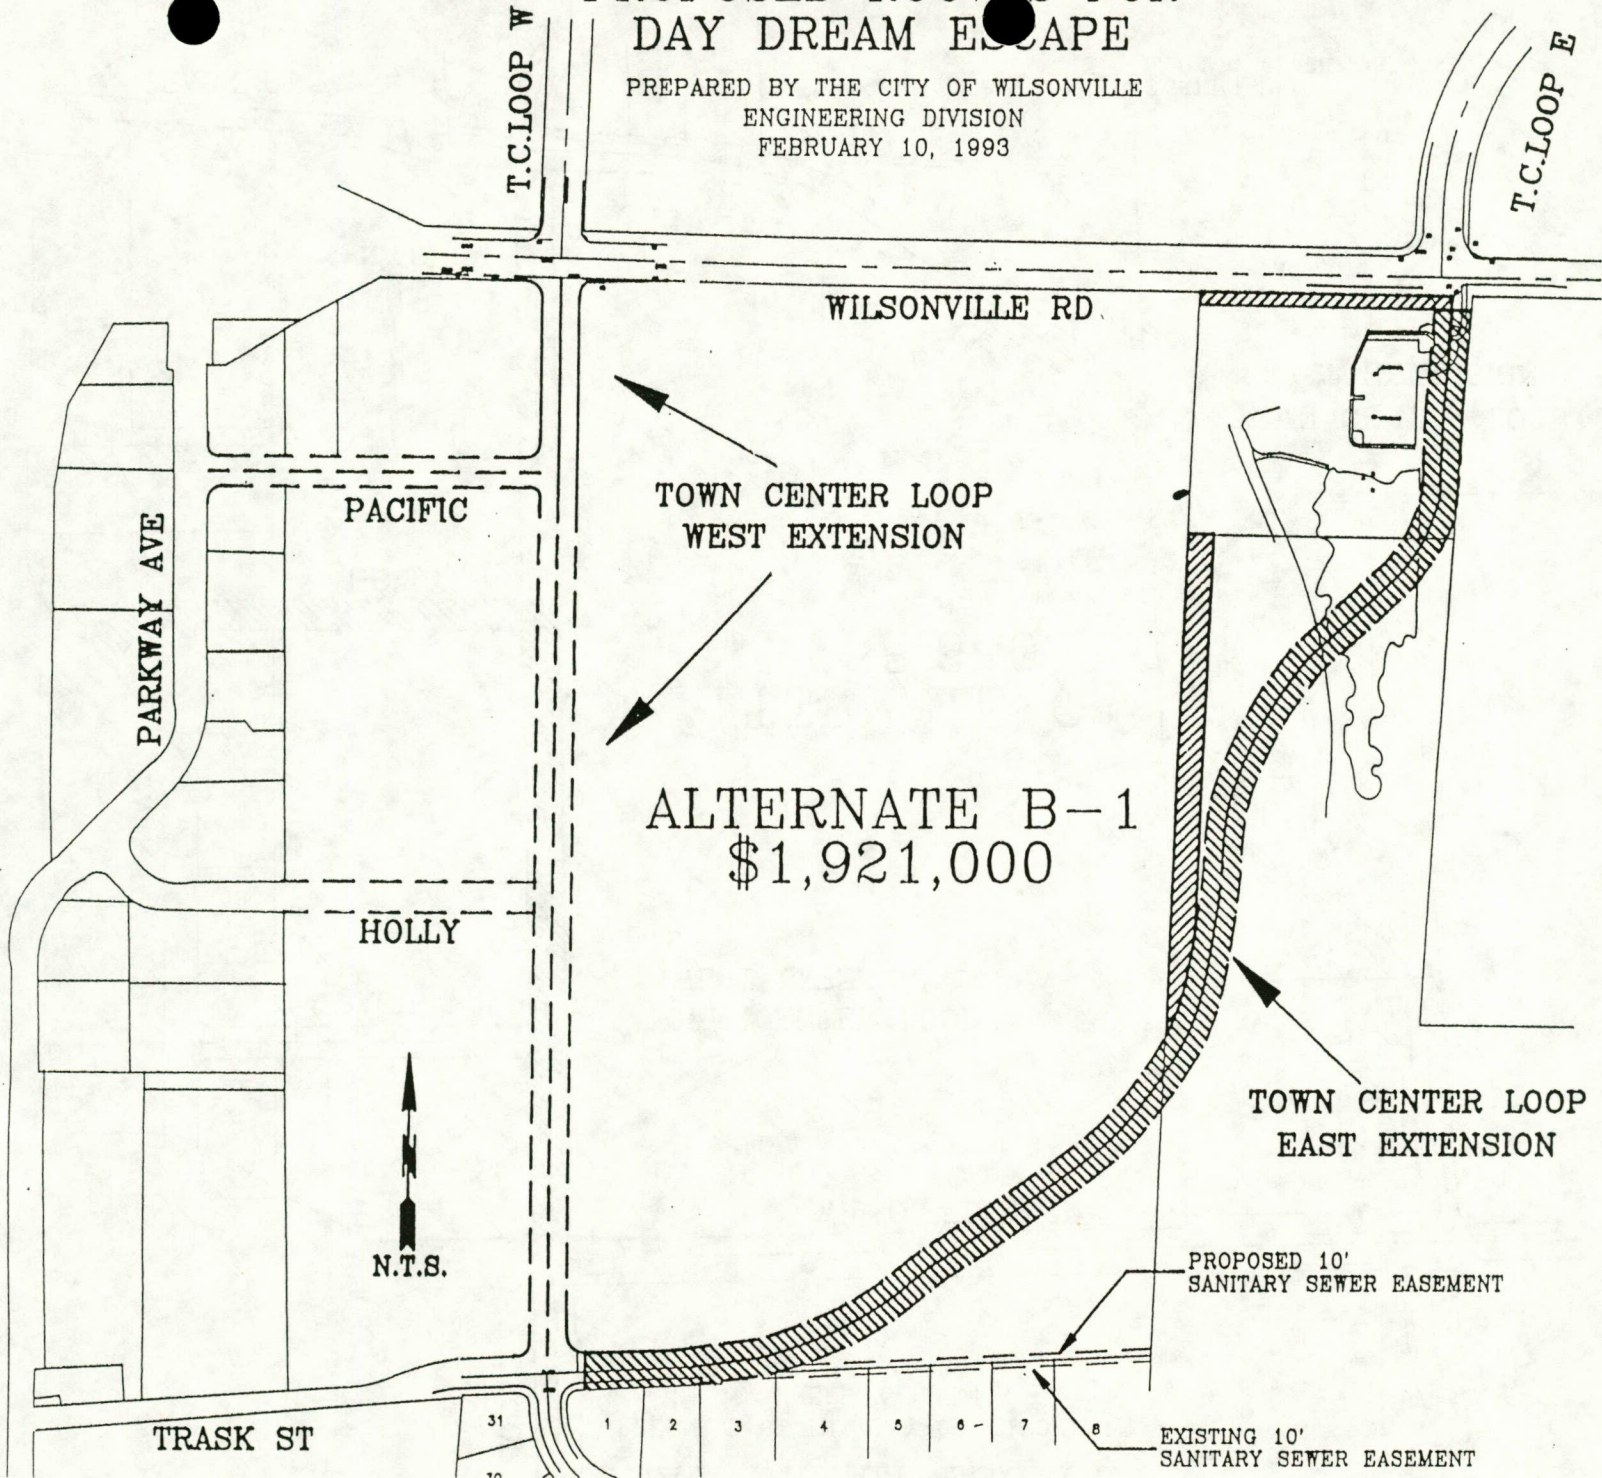 DAY DREAM ESCAPE
PREPARED BY THE CITY OF WILSONVILLE
ENGINEERING DIVISION
FEBRUARY 10, 1993
T.C.LOOP W
T.C.LOOP E
WILSONVILLE RD
TOWN CENTER LOOP
WEST EXTENSION
PACIFIC
PARKWAY AVE
ALTERNATE B-1
$1,921,000
HOLLY
TOWN CENTER LOOP
EAST EXTENSION
N
N.T.S.
PROPOSED 10'
SANITARY SEWER EASEMENT
TRASK ST
31
1
2
3
4
5
6
7
8
EXISTING 10'
SANITARY SEWER EASEMENT